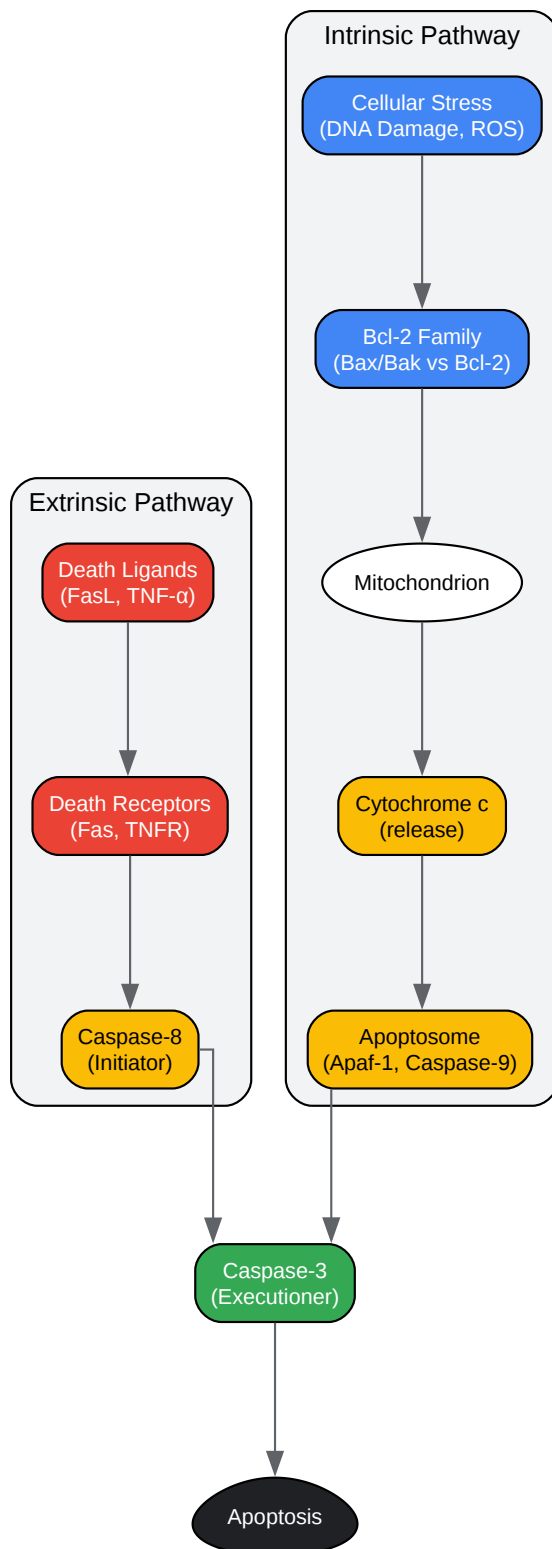 Intrinsic Pathway
Cellular Stress
(DNA Damage, ROS)
Bcl-2 Family
(Bax/Bak vs Bcl-2)
Mitochondrion
Cytochrome c
(release)
Apoptosome
(Apaf-1, Caspase-9)
Extrinsic Pathway
Death Ligands
(FasL, TNF-α)
Death Receptors
(Fas, TNFR)
Caspase-8
(Initiator)
Caspase-3
(Executioner)
Apoptosis